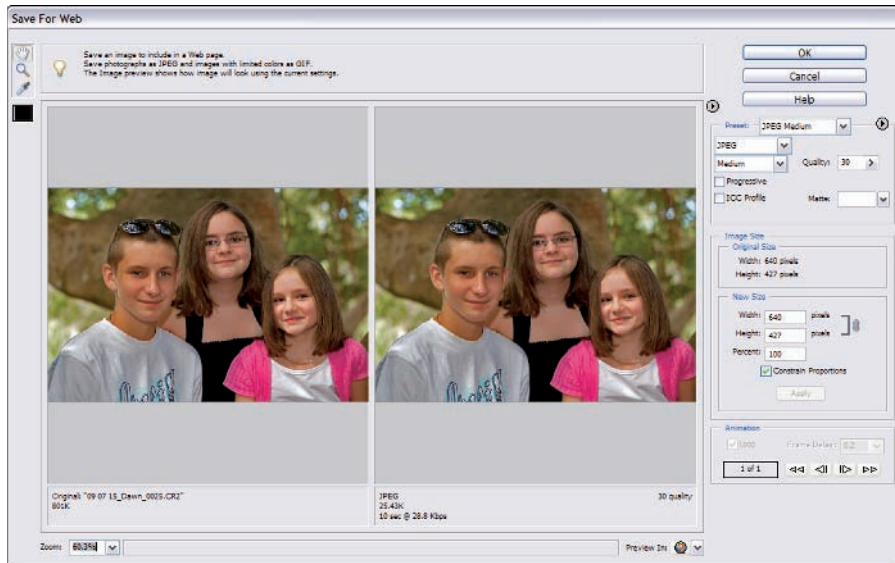 Save For Web
Save an image to include in a Web page.
Save photographs as JPEG and images with limited colors as GIF.
The Image preview shows how image will look using the current settings.
OK
Cancel
Help
Preset: JPEG Medium
JPEG
Medium Quality: 30
Progressive
ICC Profile Matte:
Image Size
Original Size
Width: 640 pixels
Height: 427 pixels
New Size
Width: 640 pixels
Height: 427 pixels
Percent: 100
Constrain Proportions
Apply
Animation
Loop Frame Delay: 0.2
1 of 1
Original: "09 07 15_Dawn_0025.CR2"
801K
JPEG 30 quality
25.43K
10 sec @ 28.8 Kbps
Zoom: 60.3% Preview In: